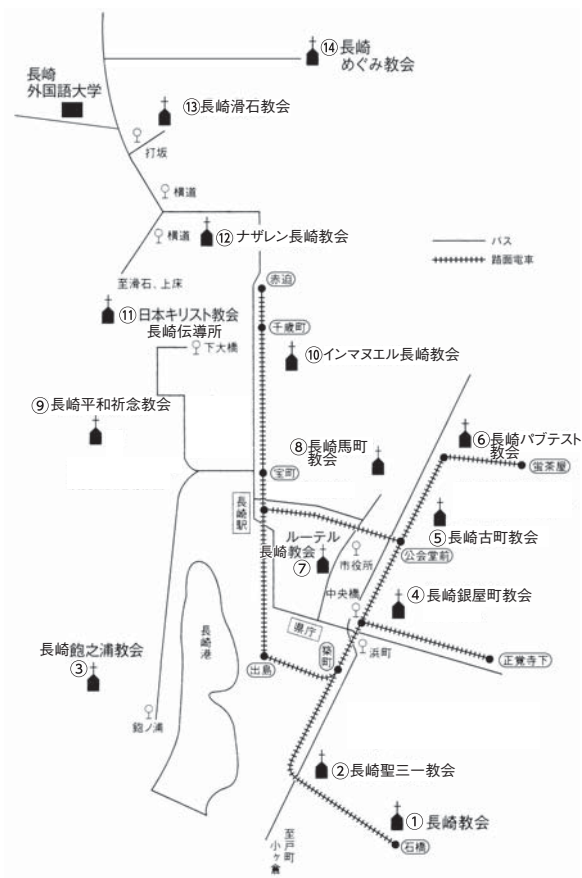 ⑭長崎
めぐみ教会
長崎
外国語大学
⑬長崎滑石教会
打坂
横道
横道
⑫ナザレン長崎教会
バス
路面電車
至滑石、上床
赤迫
⑪日本キリスト教会
長崎伝導所
千歳町
下大橋
⑩インマヌエル長崎教会
⑨長崎平和祈念教会
⑧長崎馬町
教会
⑥長崎バプテスト
教会
蛍茶屋
宝町
長崎駅
⑤長崎古町教会
ルーテル
長崎教会
⑦
市役所
公会堂前
中央橋
④長崎銀屋町教会
県庁
長崎港
長崎飽之浦教会
③
出島
築町
浜町
正覚寺下
飽ノ浦
②長崎聖三一教会
①長崎教会
至戸町
小ヶ倉
石橋